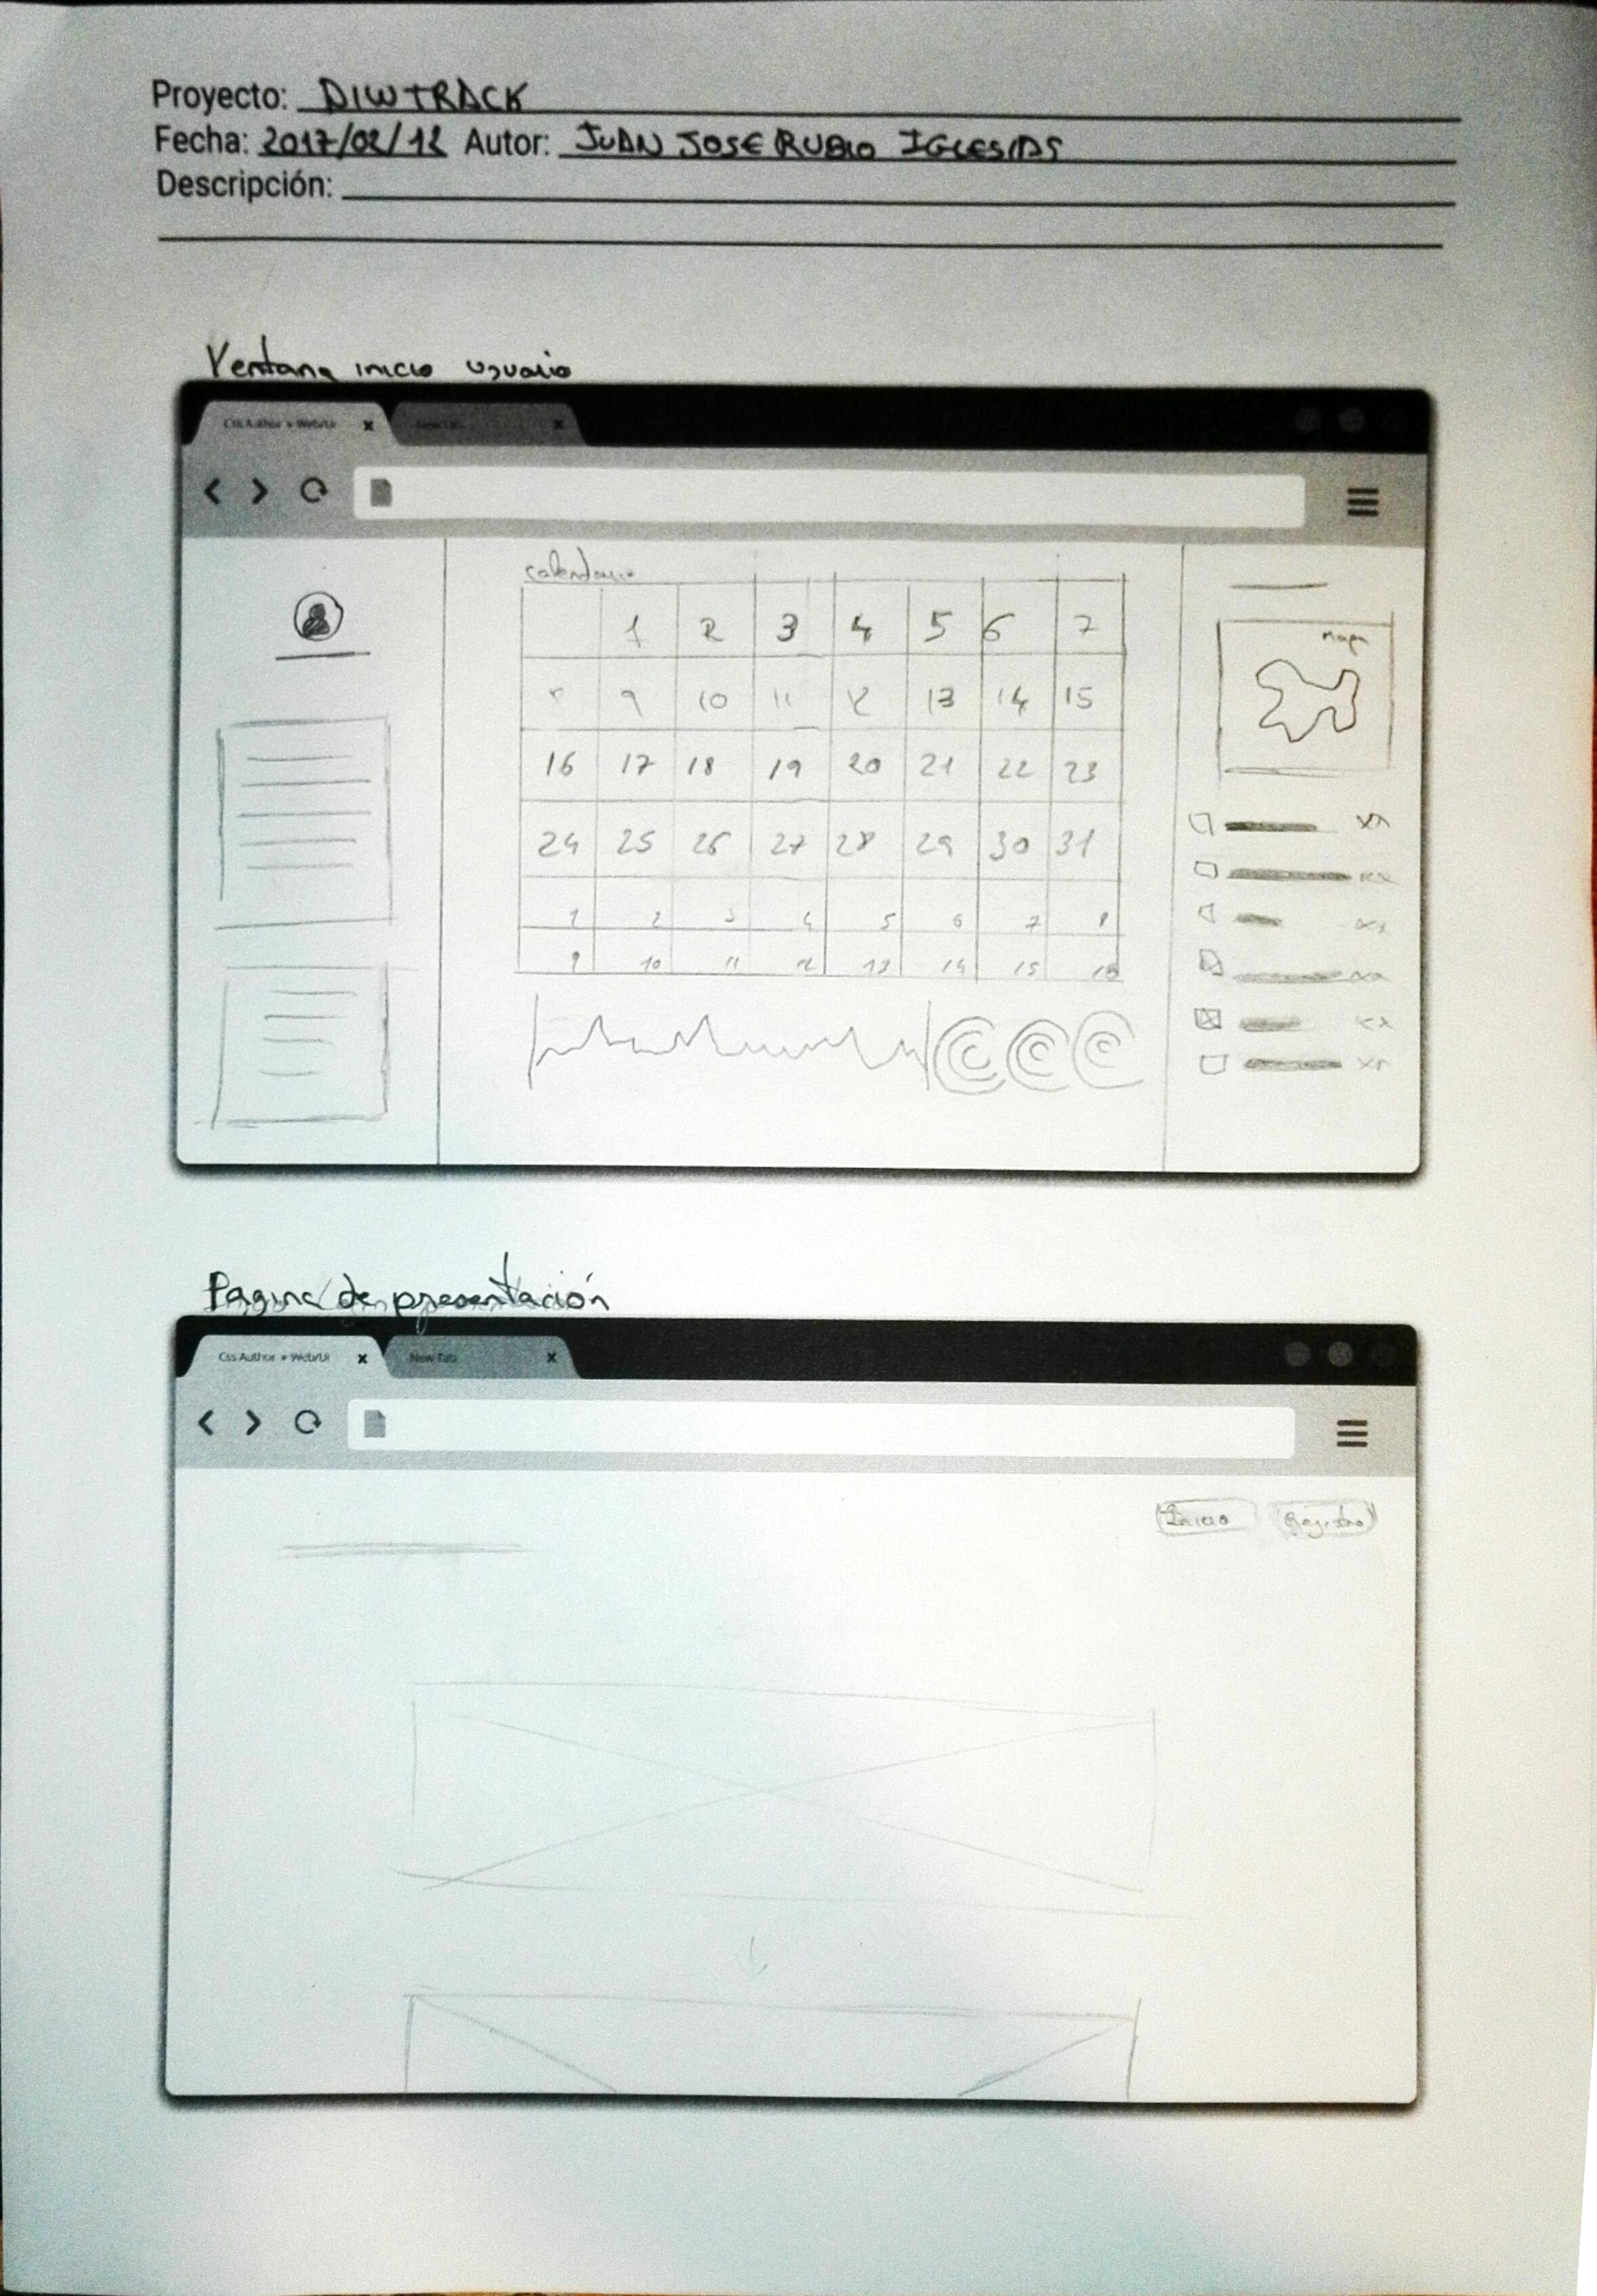 Proyecto: DIWTRACK
Fecha: 2017/02/12 Autor: JUAN JOSE RUBIO IGLESIAS
Descripción:
Ventana inicio usuario
Css Author » Web/UI x New Tab x
calendario
1 2 3 4 5 6 7
8 9 10 11 12 13 14 15
16 17 18 19 20 21 22 23
24 25 26 27 28 29 30 31
1 2 3 4 5 6 7 8
9 10 11 12 13 14 15 16
mapa
xx
xx
xx
xx
xx
xx
Pagina de presentación
Css Author » Web/UI x New Tab x
Inicio Registro